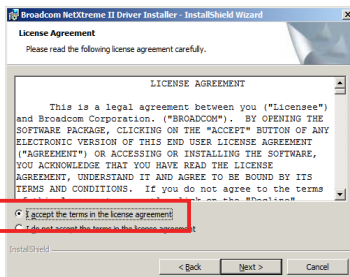 Broadcom NetXtreme II Driver Installer - InstallShield Wizard
License Agreement
Please read the following license agreement carefully.
LICENSE AGREEMENT
This is a legal agreement between you ("Licensee")
and Broadcom Corporation. ("BROADCOM"). BY OPENING THE
SOFTWARE PACKAGE, CLICKING ON THE "ACCEPT" BUTTON OF ANY
ELECTRONIC VERSION OF THIS END USER LICENSE AGREEMENT
("AGREEMENT") OR ACCESSING OR INSTALLING THE SOFTWARE,
YOU ACKNOWLEDGE THAT YOU HAVE READ THE LICENSE
AGREEMENT, UNDERSTAND IT AND AGREE TO BE BOUND BY ITS
TERMS AND CONDITIONS. If you do not agree to the terms
I accept the terms in the license agreement
I do not accept the terms in the license agreement
InstallShield
< Back
Next >
Cancel